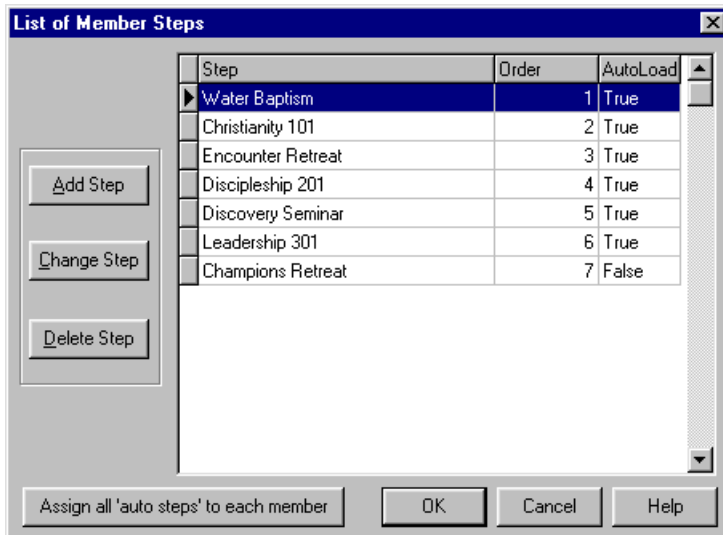 List of Member Steps
Step Order AutoLoad
Water Baptism 1 True
Christianity 101 2 True
Encounter Retreat 3 True
Discipleship 201 4 True
Discovery Seminar 5 True
Leadership 301 6 True
Champions Retreat 7 False
Add Step
Change Step
Delete Step
Assign all 'auto steps' to each member OK Cancel Help